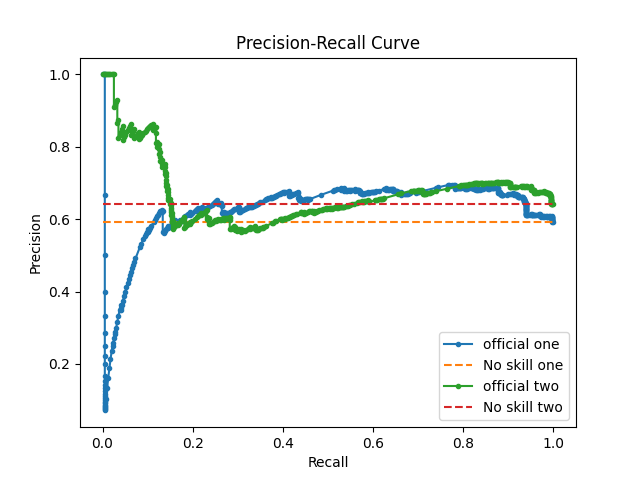 Precision-Recall Curve
1.0
0.8
0.6
0.4
0.2
Precision
0.0
0.2
0.4
0.6
0.8
1.0
Recall
official one
No skill one
official two
No skill two